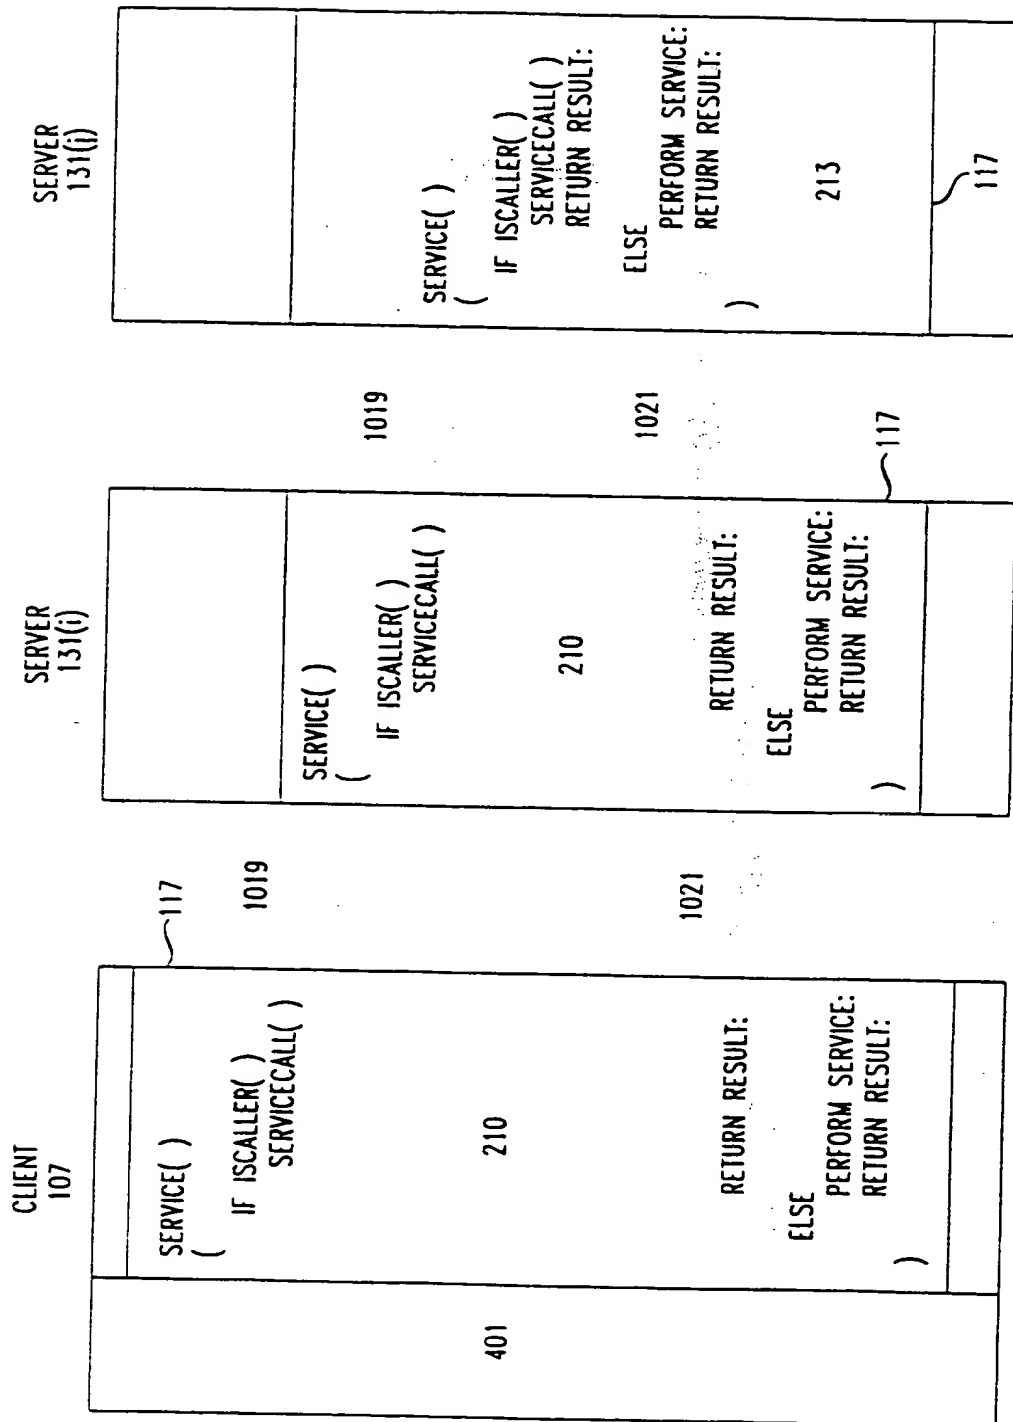 CLIENT
107
401
117
SERVICE( )
(
IF ISCALLER( )
SERVICECALL( )
210
RETURN RESULT:
ELSE
PERFORM SERVICE:
RETURN RESULT:
)
1019
1021
SERVER
131(i)
SERVICE( )
(
IF ISCALLER( )
SERVICECALL( )
210
RETURN RESULT:
ELSE
PERFORM SERVICE:
RETURN RESULT:
)
117
1019
1021
SERVER
131(j)
SERVICE( )
(
IF ISCALLER( )
SERVICECALL( )
RETURN RESULT:
ELSE
PERFORM SERVICE:
RETURN RESULT:
)
213
117